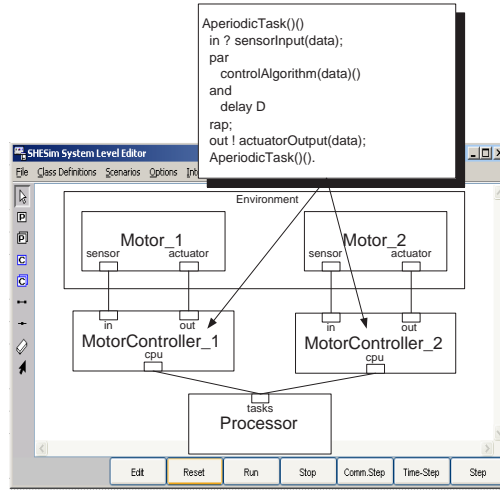 AperiodicTask()()
in ? sensorInput(data);
par
controlAlgorithm(data)()
and
delay D
rap;
out ! actuatorOutput(data);
AperiodicTask()().
SHESim System Level Editor
File Class Definitions Scenarios Options
Environment
Motor_1
Motor_2
sensor actuator sensor actuator
in out in out
MotorController_1 MotorController_2
cpu cpu
tasks
Processor
P
P
C
C
Edit Reset Run Stop Comm.Step Time-Step Step